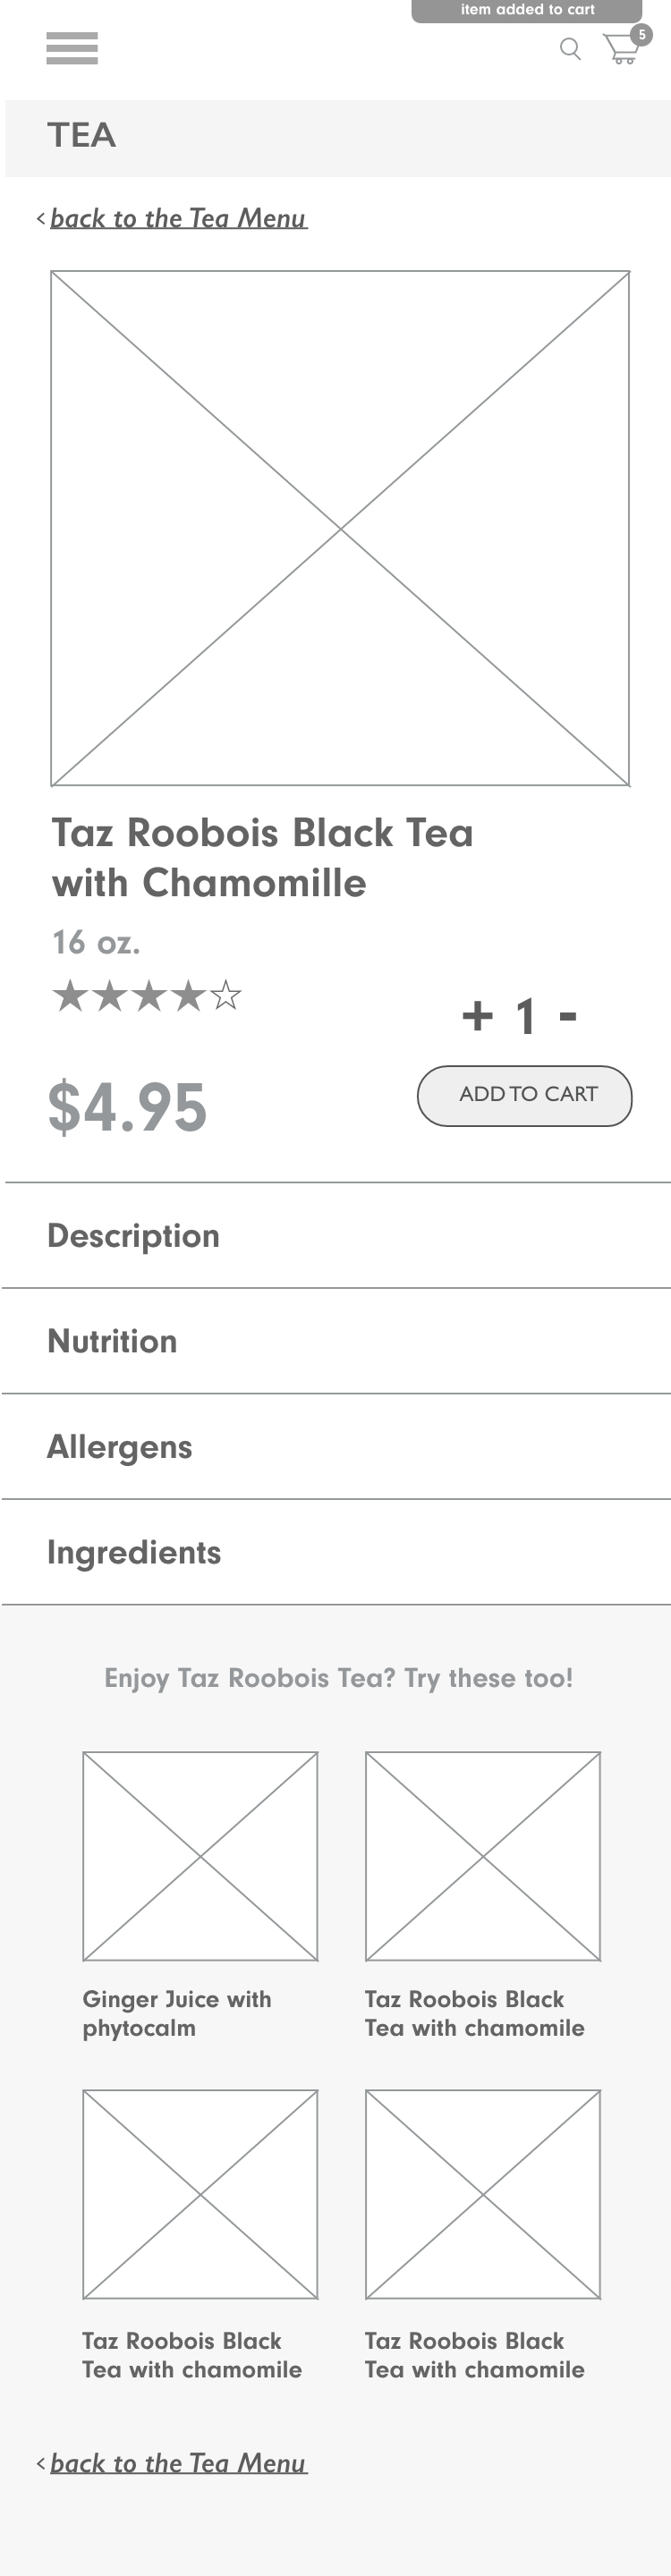 item added to cart
5
TEA
< back to the Tea Menu
Taz Roobois Black Tea
with Chamomille
16 oz.
★★★★☆
+ 1 -
$4.95
ADD TO CART
Description
Nutrition
Allergens
Ingredients
Enjoy Taz Roobois Tea? Try these too!
Ginger Juice with
phytocalm
Taz Roobois Black
Tea with chamomile
Taz Roobois Black
Tea with chamomile
Taz Roobois Black
Tea with chamomile
< back to the Tea Menu